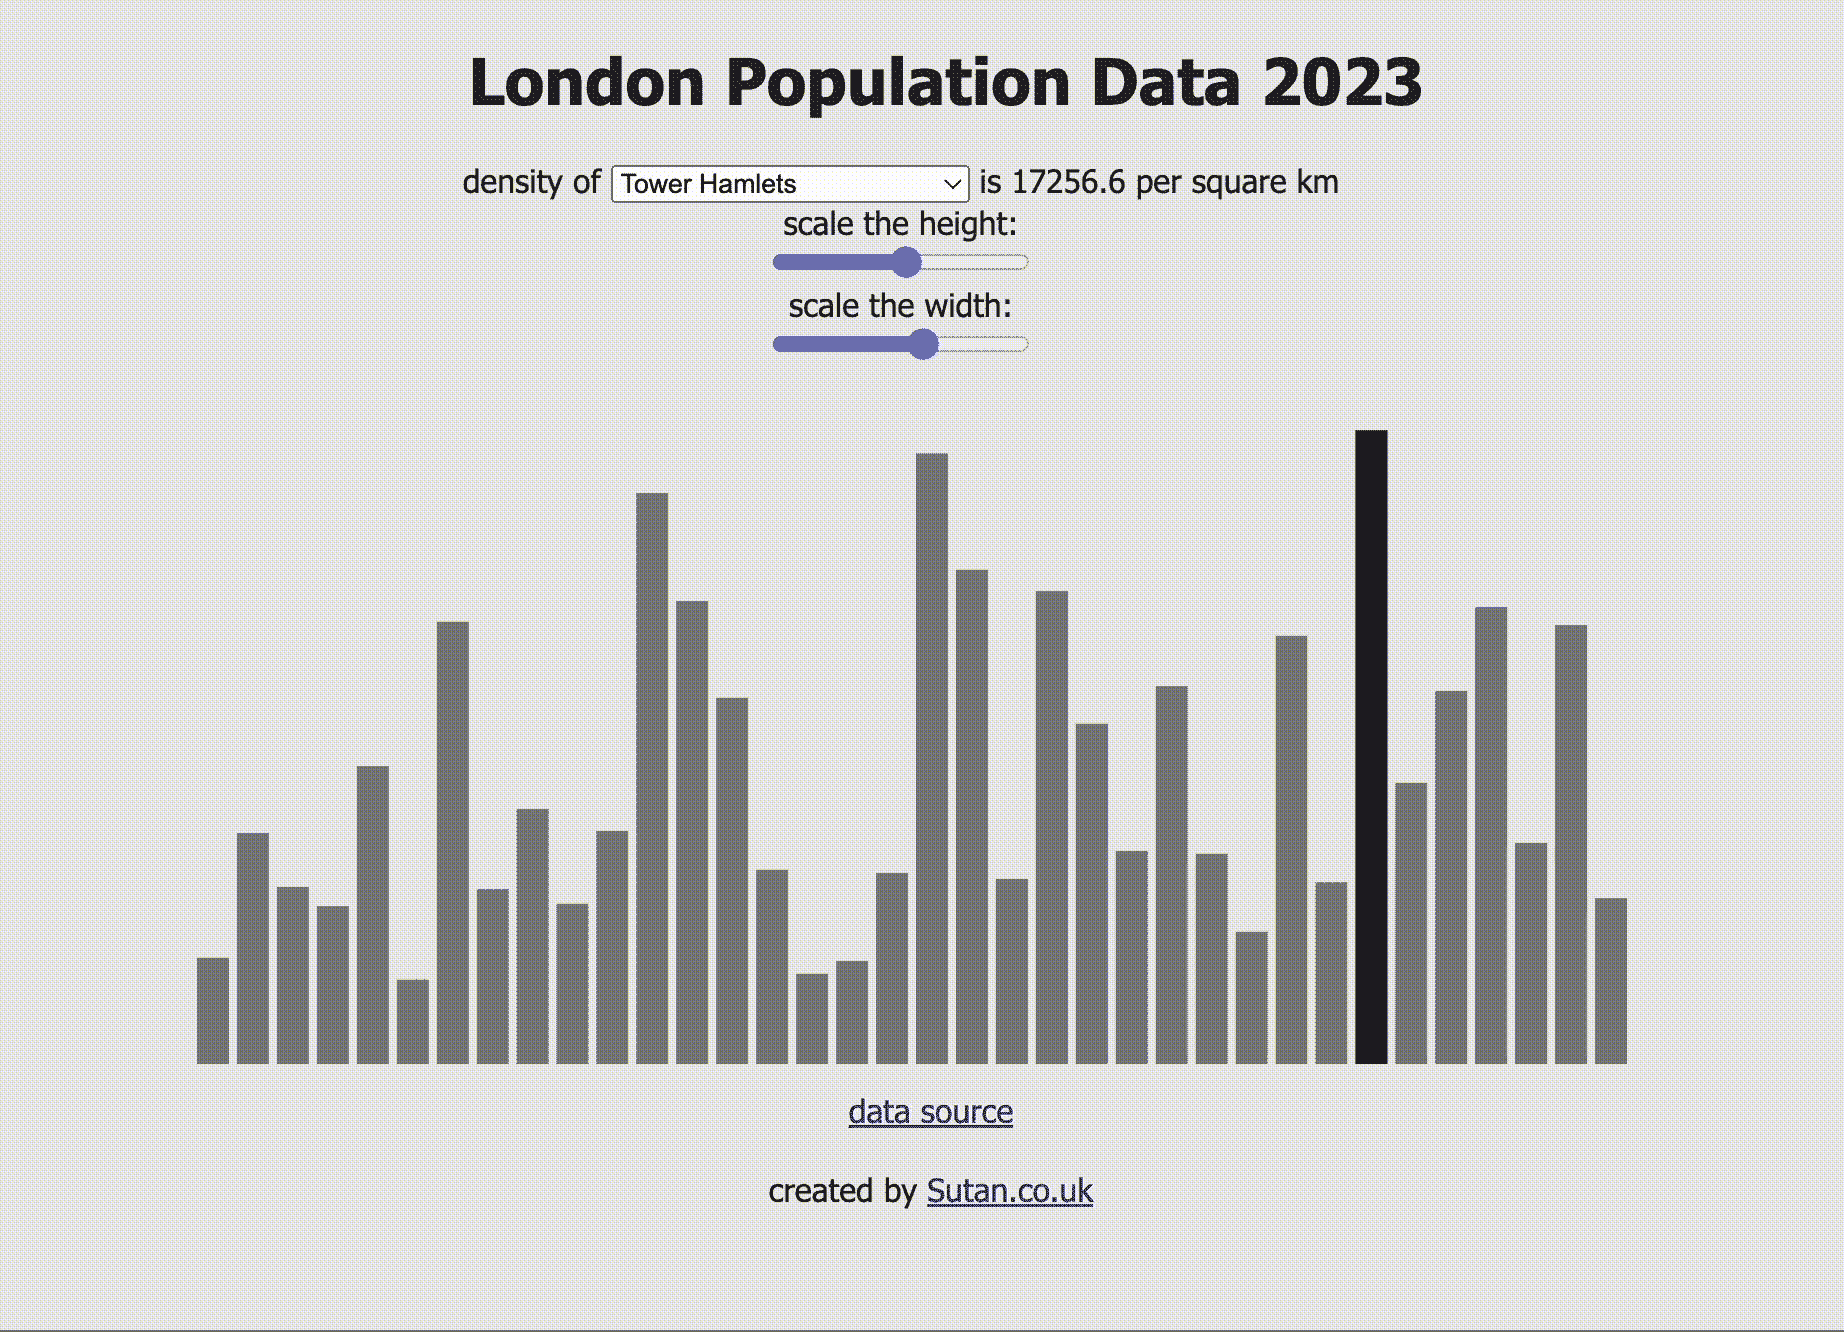 London Population Data 2023
density of Tower Hamlets is 17256.6 per square km
scale the height:
scale the width:
data source
created by Sutan.co.uk